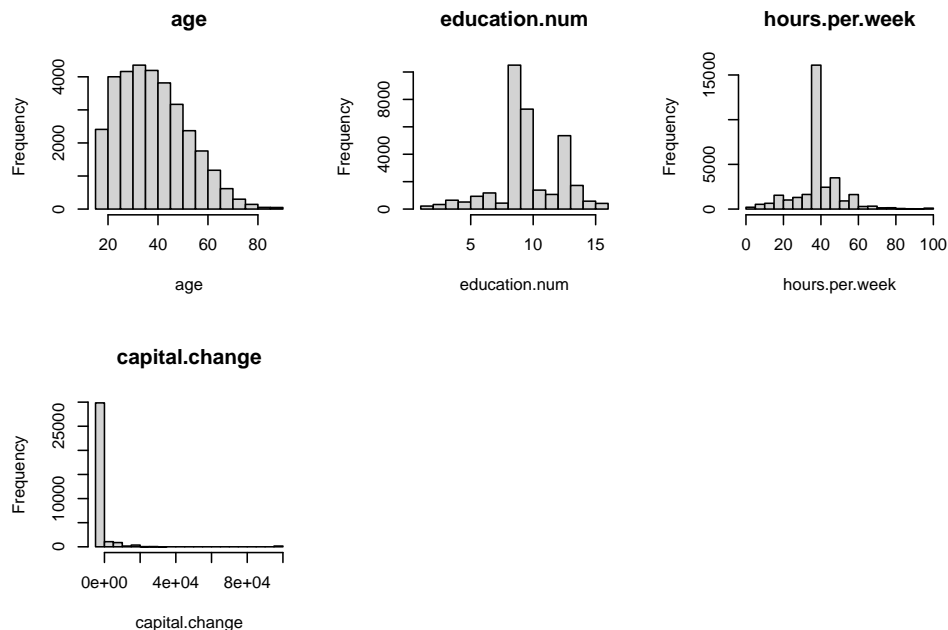 age
Frequency
0 2000 4000
20 40 60 80
age
education.num
Frequency
0 4000 8000
5 10 15
education.num
hours.per.week
Frequency
0 5000 15000
0 20 40 60 80 100
hours.per.week
capital.change
Frequency
0 10000 25000
0e+00 4e+04 8e+04
capital.change